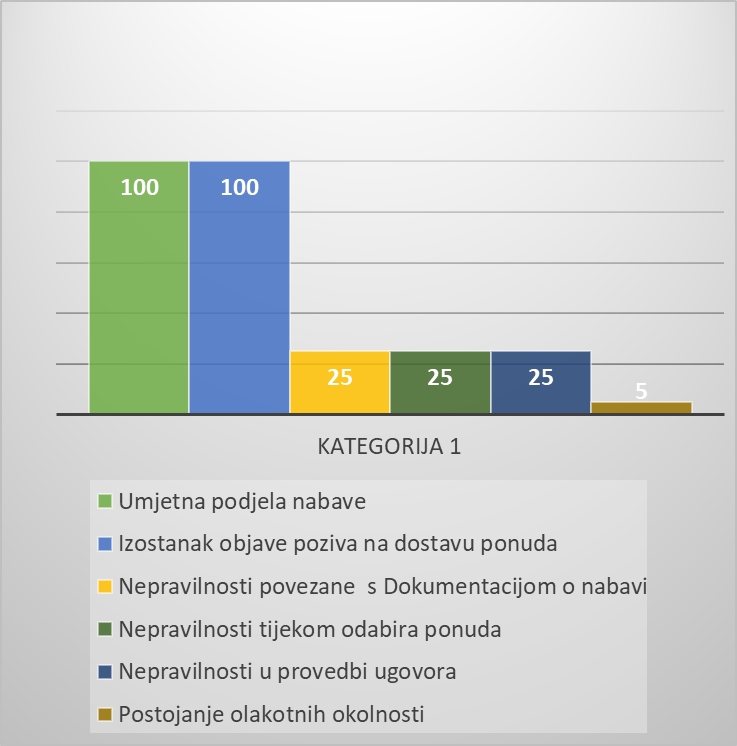 100 100
25 25 25 5
KATEGORIJA 1
Umjetna podjela nabave
Izostanak objave poziva na dostavu ponuda
Nepravilnosti povezane  s Dokumentacijom o nabavi
Nepravilnosti tijekom odabira ponuda
Nepravilnosti u provedbi ugovora
Postojanje olakotnih okolnosti